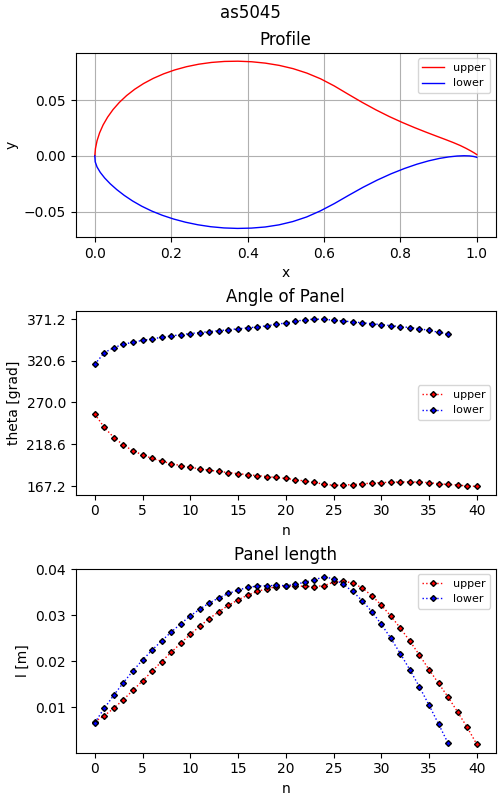 as5045
Profile
upper
lower
0.05
0.00
−0.05
y
0.0 0.2 0.4 0.6 0.8 1.0
x
Angle of Panel
371.2
320.6
270.0
218.6
167.2
theta [grad]
upper
lower
0 5 10 15 20 25 30 35 40
n
Panel length
0.04
0.03
0.02
0.01
l [m]
upper
lower
0 5 10 15 20 25 30 35 40
n